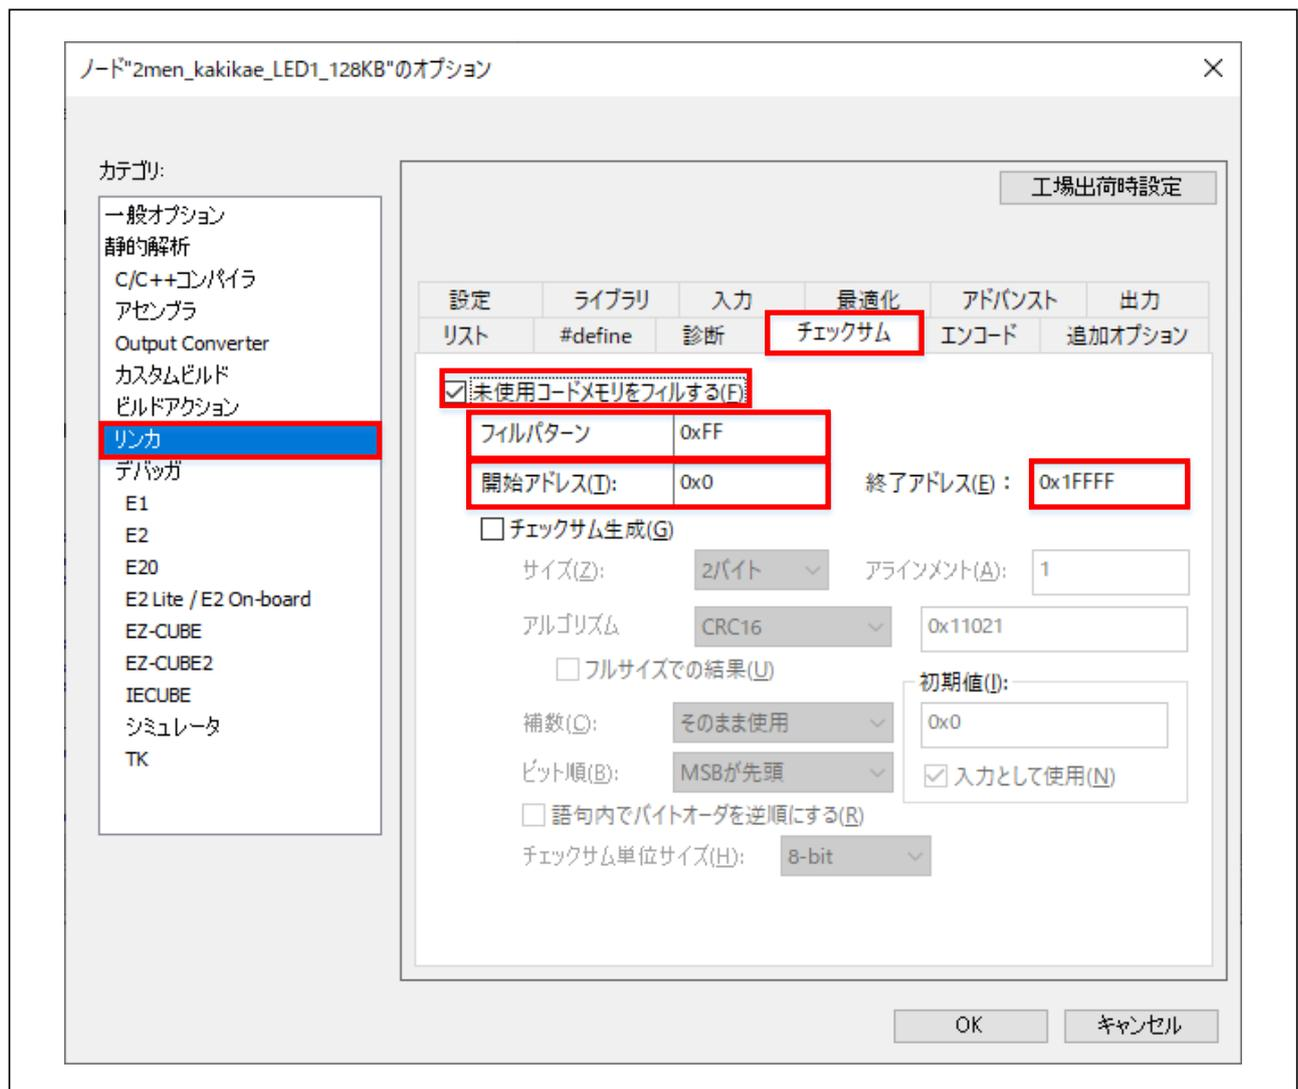 ノード"2men_kakikae_LED1_128KB"のオプション
カテゴリ:
一般オプション
静的解析
C/C++コンパイラ
アセンブラ
Output Converter
カスタムビルド
ビルドアクション
リンカ
デバッガ
E1
E2
E20
E2 Lite / E2 On-board
EZ-CUBE
EZ-CUBE2
IECUBE
シミュレータ
TK
工場出荷時設定
設定 ライブラリ 入力 最適化 アドバンスト 出力
リスト #define 診断 チェックサム エンコード 追加オプション
未使用コードメモリをフィルする(F)
フィルパターン 0xFF
開始アドレス(T): 0x0 終了アドレス(E)： 0x1FFFF
チェックサム生成(G)
サイズ(Z): 2バイト アラインメント(A): 1
アルゴリズム CRC16 0x11021
フルサイズでの結果(U)
初期値(I):
補数(C): そのまま使用 0x0
ビット順(B): MSBが先頭 入力として使用(N)
語句内でバイトオーダを逆順にする(R)
チェックサム単位サイズ(H): 8-bit
OK キャンセル